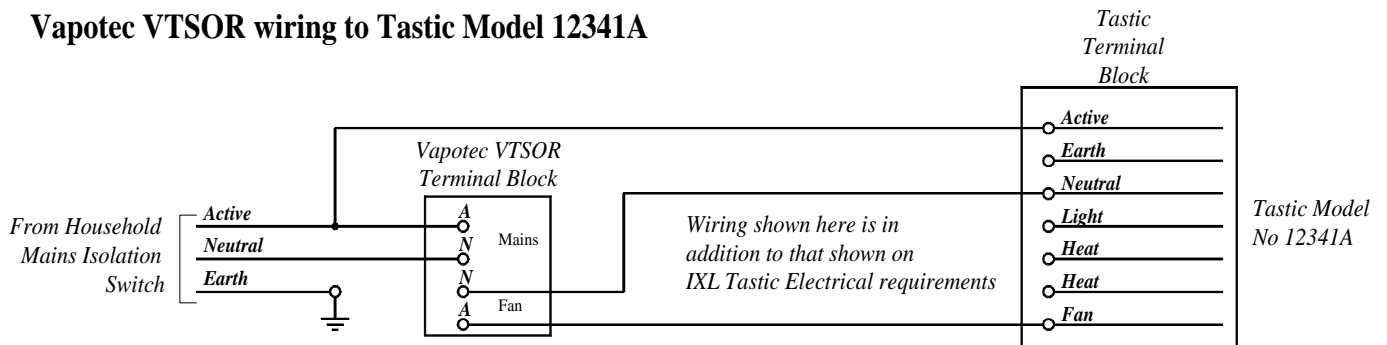 Vapotec VTSOR wiring to Tastic Model 12341A
Tastic
Terminal
Block
Vapotec VTSOR
Terminal Block
From Household
Mains Isolation
Switch
Active
Neutral
Earth
A
N
Mains
N
A
Fan
Wiring shown here is in
addition to that shown on
IXL Tastic Electrical requirements
Active
Earth
Neutral
Light
Heat
Heat
Fan
Tastic Model
No 12341A